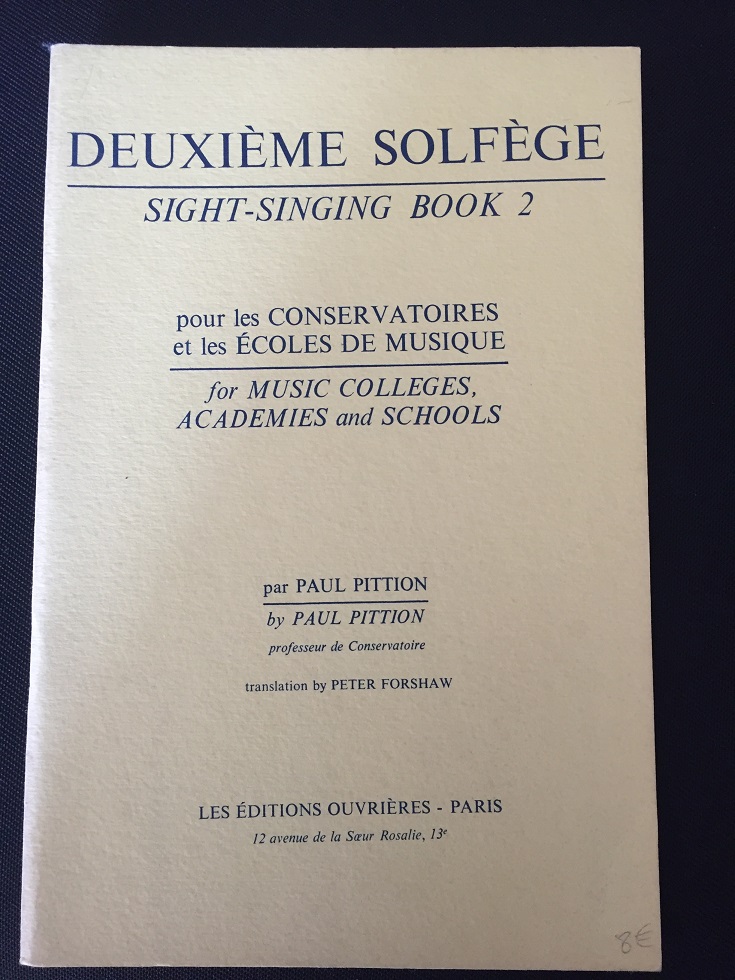 DEUXIÈME SOLFÈGE
SIGHT-SINGING BOOK 2
pour les CONSERVATOIRES
et les ÉCOLES DE MUSIQUE
for MUSIC COLLEGES,
ACADEMIES and SCHOOLS
par PAUL PITTION
by PAUL PITTION
professeur de Conservatoire
translation by PETER FORSHAW
LES ÉDITIONS OUVRIÈRES - PARIS
12 avenue de la Sœur Rosalie, 13e
8€